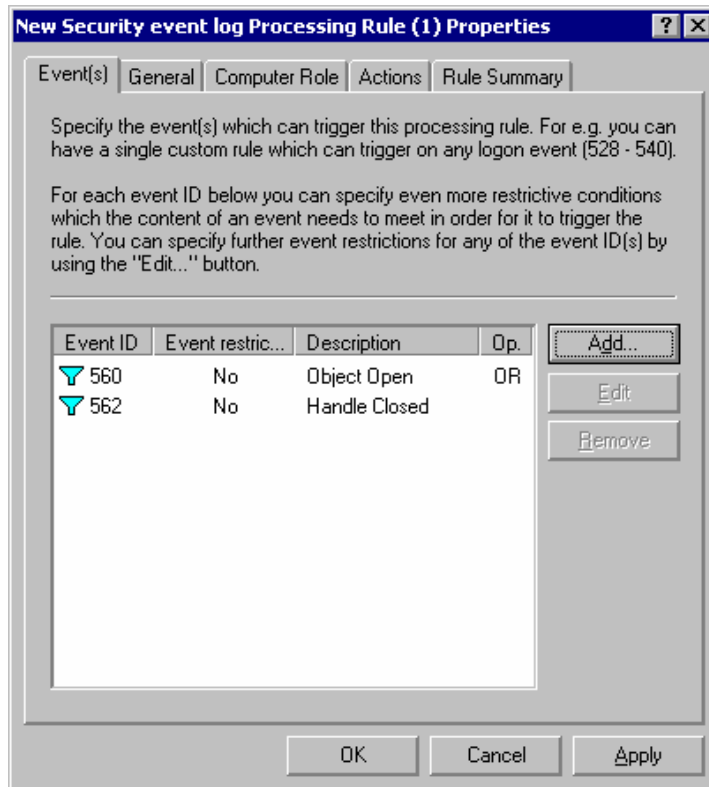 New Security event log Processing Rule (1) Properties
Event(s) General Computer Role Actions Rule Summary
Specify the event(s) which can trigger this processing rule. For e.g. you can
have a single custom rule which can trigger on any logon event (528 - 540).
For each event ID below you can specify even more restrictive conditions
which the content of an event needs to meet in order for it to trigger the
rule. You can specify further event restrictions for any of the event ID(s) by
using the "Edit..." button.
Event ID Event restric... Description Op.
560 No Object Open OR
562 No Handle Closed
Add...
Edit
Remove
OK Cancel Apply